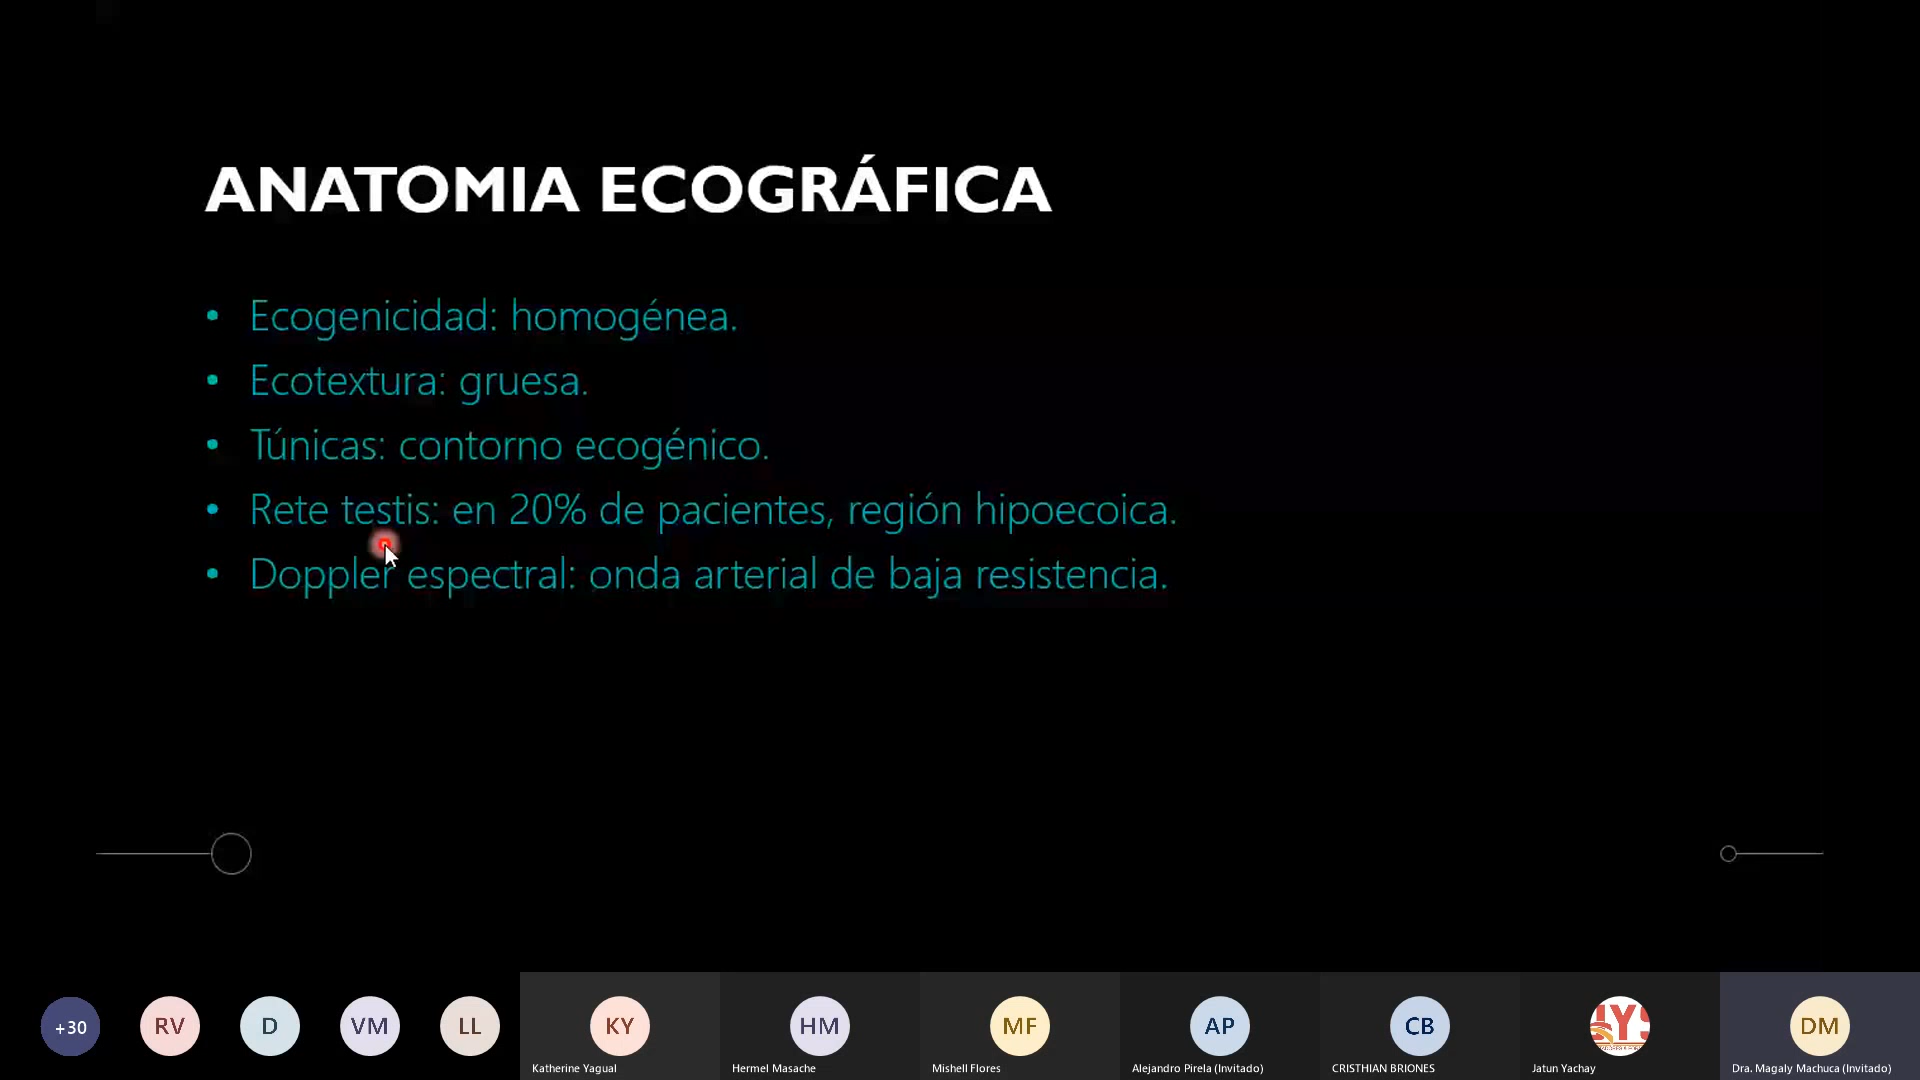 ANATOMIA ECOGRÁFICA
• Ecogenicidad: homogénea.
• Ecotextura: gruesa.
• Túnicas: contorno ecogénico.
• Rete testis: en 20% de pacientes, región hipoecoica.
• Doppler espectral: onda arterial de baja resistencia.
+30 RV D VM LL KY HM MF AP CB DM
Katherine Yagual Hermel Masache Mishell Flores Alejandro Pirela (Invitado) CRISTHIAN BRIONES Jatun Yachay Dra. Magaly Machuca (Invitado)